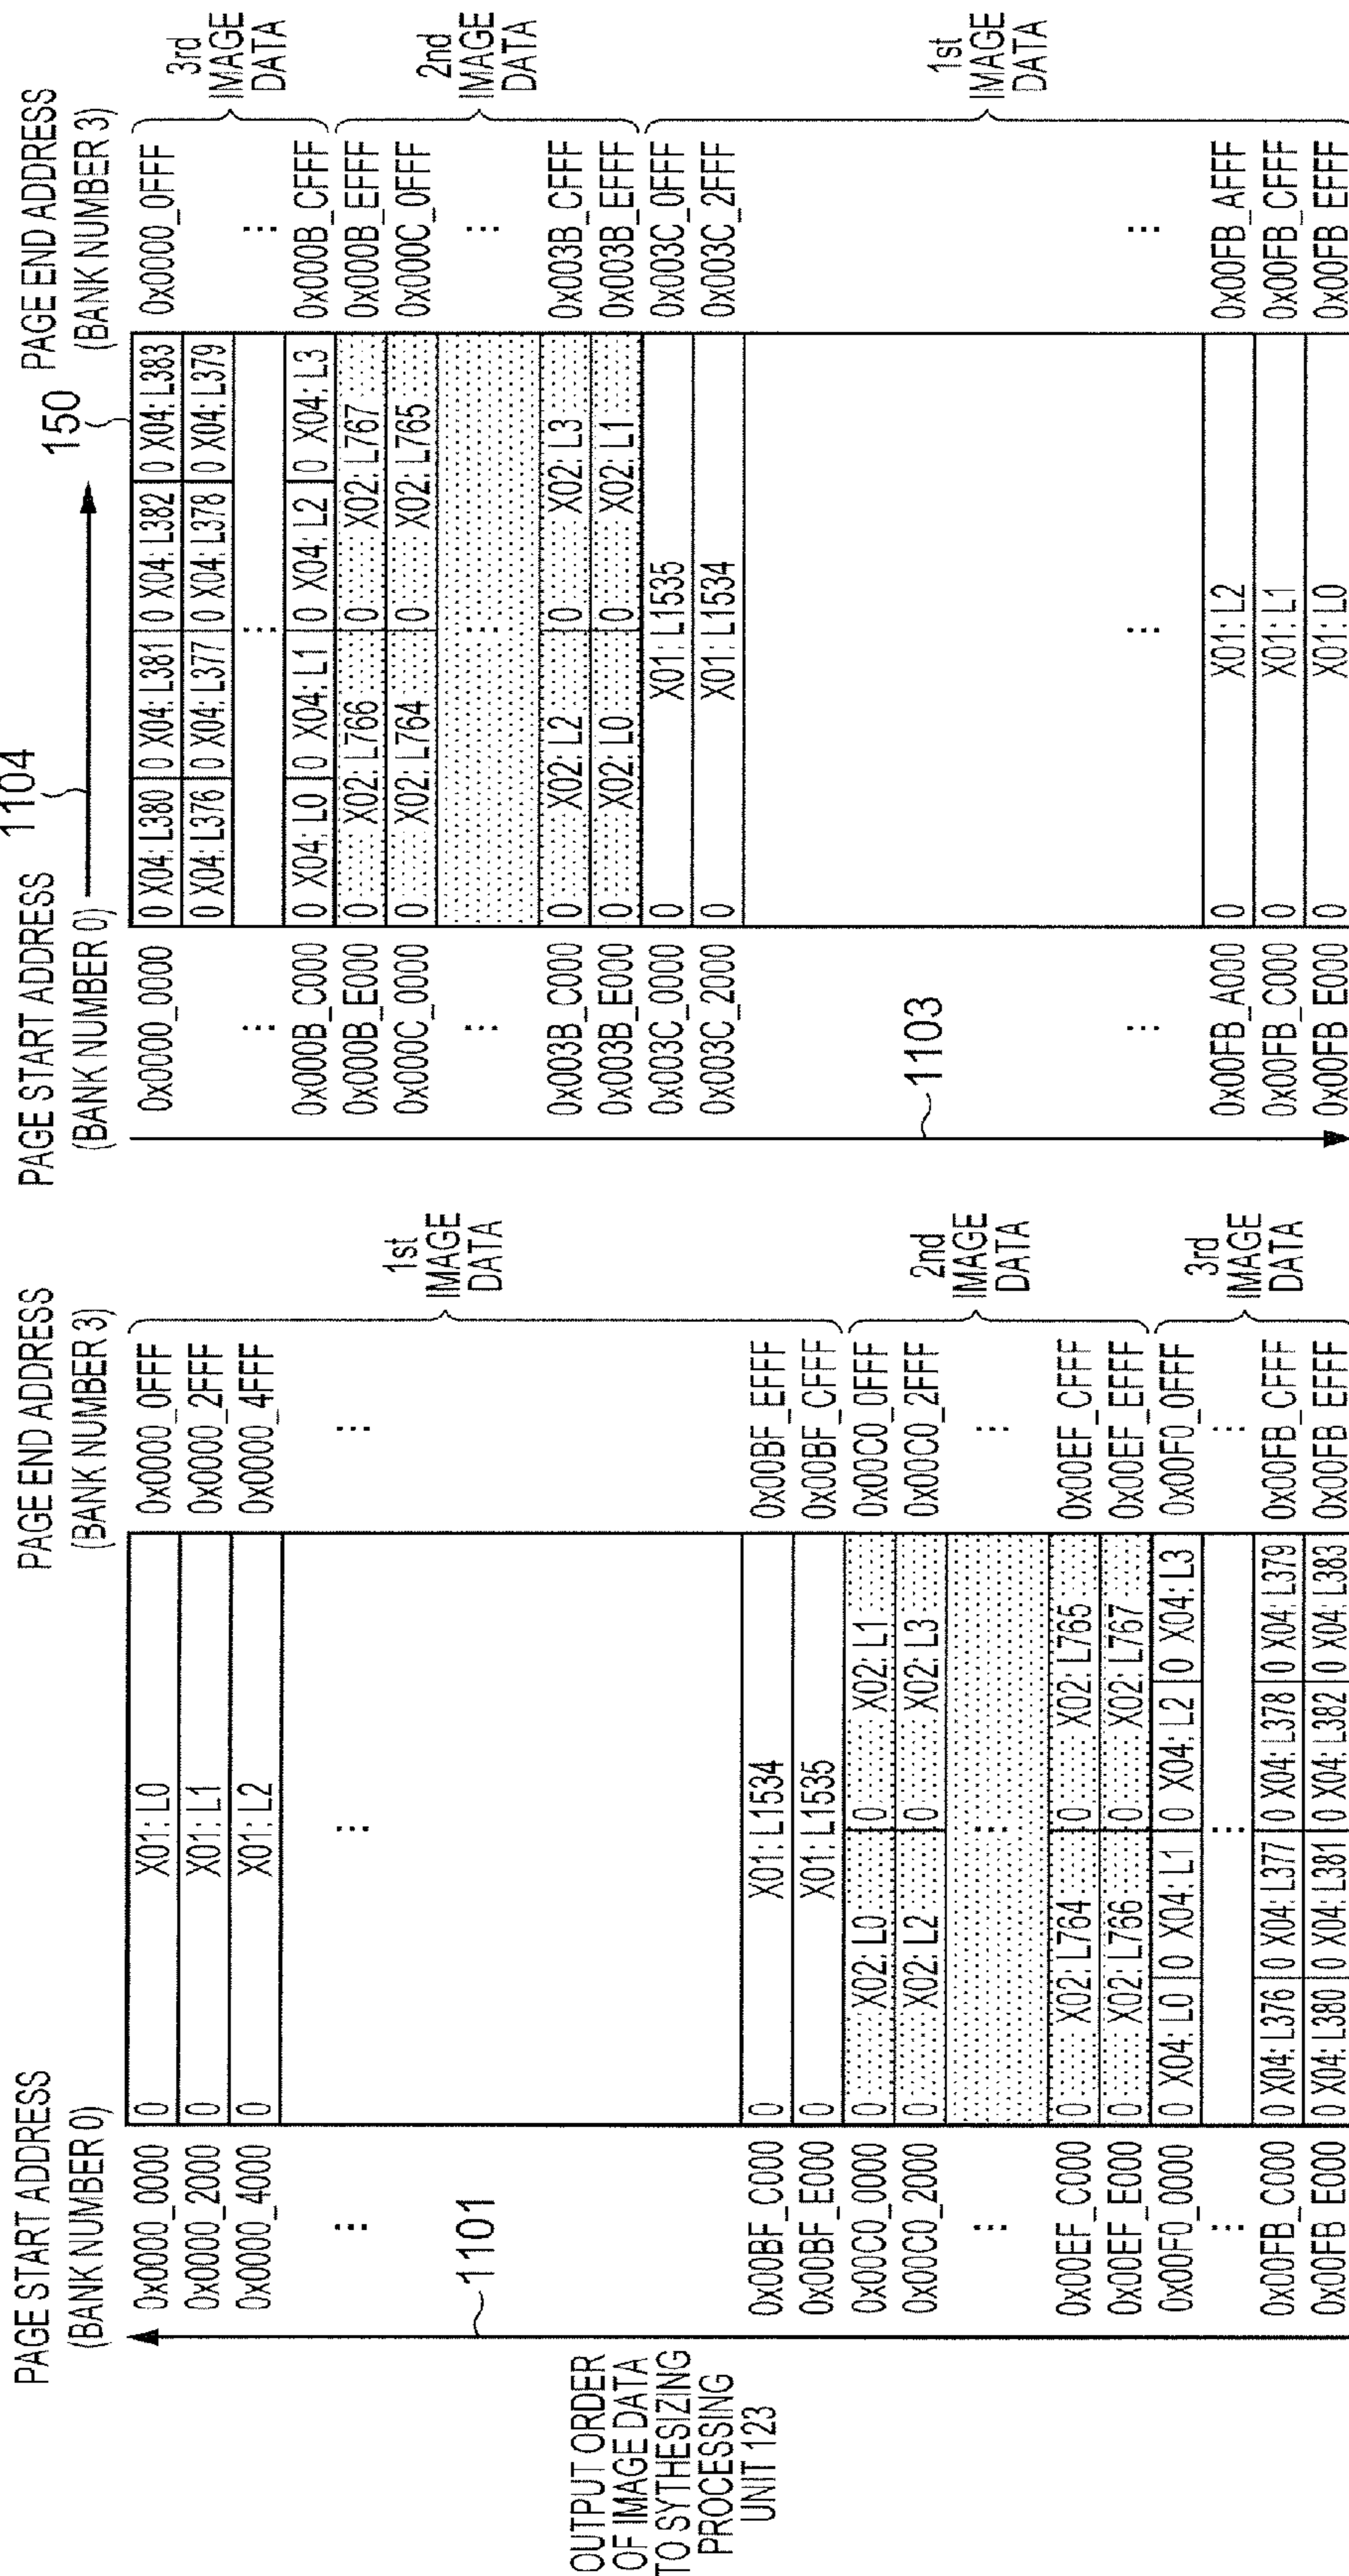 PAGE START ADDRESS
(BANK NUMBER 0)
PAGE END ADDRESS
(BANK NUMBER 3)
0x0000_0000 0 X01: L0 0x0000_0FFF
0x0000_2000 0 X01: L1 0x0000_2FFF
0x0000_4000 0 X01: L2 0x0000_4FFF
... ... ...
0x00BF_C000 0 X01: L1534 0x00BF_EFFF
0x00BF_E000 0 X01: L1535 0x00BF_CFFF
0x00C0_0000 0 X02: L0 0 X02: L1 0x00C0_0FFF
0x00C0_2000 0 X02: L2 0 X02: L3 0x00C0_2FFF
... ... ...
0x00EF_C000 0 X02: L764 0 X02: L765 0x00EF_CFFF
0x00EF_E000 0 X02: L766 0 X02: L767 0x00EF_EFFF
0x00F0_0000 0 X04: L0 0 X04: L1 0 X04: L2 0 X04: L3 0x00F0_0FFF
... ... ...
0x00FB_C000 0 X04: L376 0 X04: L377 0 X04: L378 0 X04: L379 0x00FB_CFFF
0x00FB_E000 0 X04: L380 0 X04: L381 0 X04: L382 0 X04: L383 0x00FB_EFFF
1st
IMAGE
DATA
2nd
IMAGE
DATA
3rd
IMAGE
DATA
1101
OUTPUT ORDER
OF IMAGE DATA
TO SYTHESIZING
PROCESSING
UNIT 123
PAGE START ADDRESS
(BANK NUMBER 0)
1104
150
PAGE END ADDRESS
(BANK NUMBER 3)
0x0000_0000 0 X04: L380 0 X04: L381 0 X04: L382 0 X04: L383 0x0000_0FFF
0 X04: L376 0 X04: L377 0 X04: L378 0 X04: L379
... ... ...
0x000B_C000 0 X04: L0 0 X04: L1 0 X04: L2 0 X04: L3 0x000B_CFFF
0x000B_E000 0 X02: L766 0 X02: L767 0x000B_EFFF
0x000C_0000 0 X02: L764 0 X02: L765 0x000C_0FFF
... ... ...
0x003B_C000 0 X02: L2 0 X02: L3 0x003B_CFFF
0x003B_E000 0 X02: L0 0 X02: L1 0x003B_EFFF
0x003C_0000 0 X01: L1535 0x003C_0FFF
0x003C_2000 0 X01: L1534 0x003C_2FFF
... ... ...
0x00FB_A000 0 X01: L2 0x00FB_AFFF
0x00FB_C000 0 X01: L1 0x00FB_CFFF
0x00FB_E000 0 X01: L0 0x00FB_EFFF
3rd
IMAGE
DATA
2nd
IMAGE
DATA
1st
IMAGE
DATA
1103